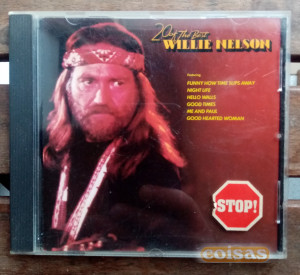 20 of The Best
WILLIE NELSON
Featuring
FUNNY HOW TIME SLIPS AWAY
NIGHT LIFE
HELLO WALLS
GOOD TIMES
ME AND PAUL
GOOD HEARTED WOMAN
STOP!
coisas